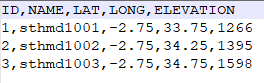 ID,NAME,LAT,LONG,ELEVATION
1,sthmd1001,-2.75,33.75,1266
2,sthmd1002,-2.75,34.25,1395
3,sthmd1003,-2.75,34.75,1598